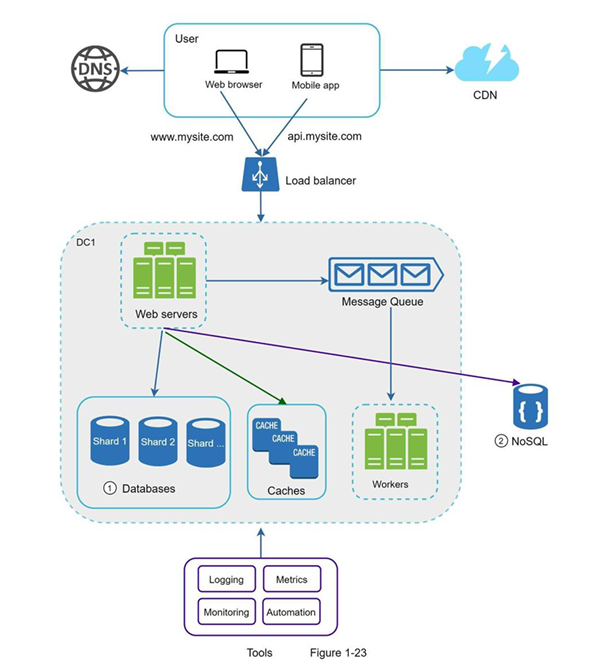 User
DNS
Web browser
Mobile app
CDN
www.mysite.com
api.mysite.com
Load balancer
DC1
Web servers
Message Queue
Shard 1
Shard 2
Shard ...
CACHE
CACHE
CACHE
{ }
② NoSQL
① Databases
Caches
Workers
Logging
Metrics
Monitoring
Automation
Tools Figure 1-23